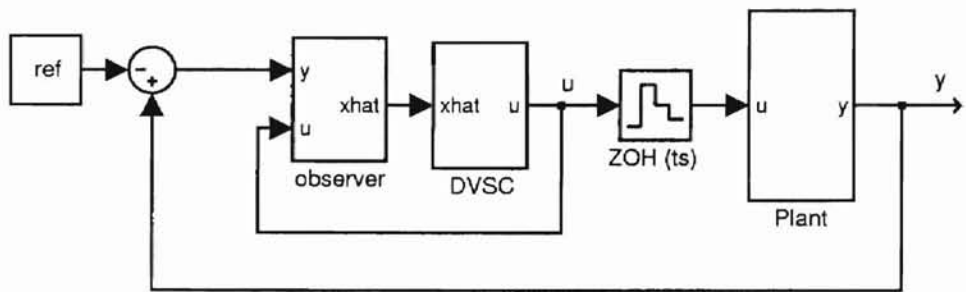 ref
-
+
y
u
xhat
observer
xhat
u
DVSC
u
ZOH (ts)
u
y
Plant
y